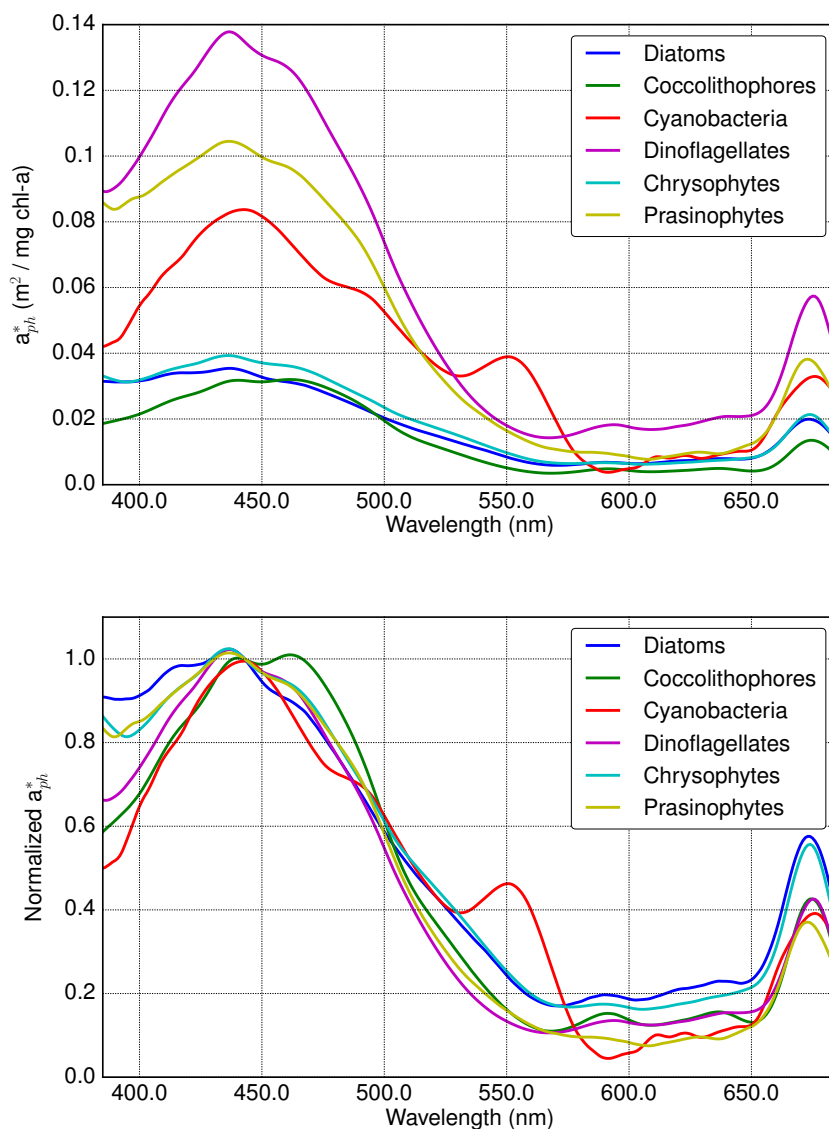 0.14
0.12
0.1
0.08
0.06
0.04
0.02
0.0
a*ph (m2 / mg chl-a)
Diatoms
Coccolithophores
Cyanobacteria
Dinoflagellates
Chrysophytes
Prasinophytes
400.0 450.0 500.0 550.0 600.0 650.0
Wavelength (nm)
1.0
0.8
0.6
0.4
0.2
0.0
Normalized a*ph
Diatoms
Coccolithophores
Cyanobacteria
Dinoflagellates
Chrysophytes
Prasinophytes
400.0 450.0 500.0 550.0 600.0 650.0
Wavelength (nm)